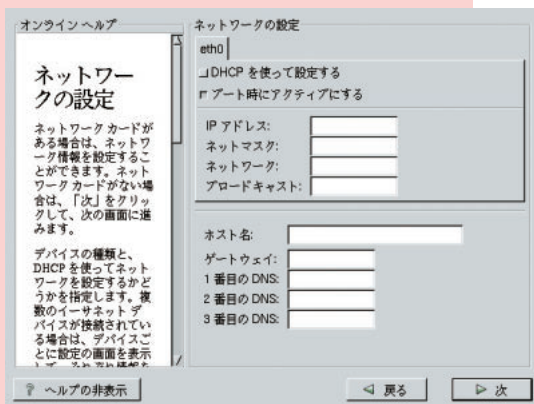 オンライン ヘルプ
ネットワー
クの設定
ネットワーク カードが
ある場合は、ネットワ
ーク情報を設定するこ
とができます。ネット
ワーク カードがない場
合は、「次」をクリッ
クして、次の画面に進
みます。
デバイスの種類と、
DHCP を使ってネット
ワークを設定するかど
うかを指定します。複
数のイーサネット デ
バイスが接続されてい
る場合は、デバイスご
とに設定の画面を表示
ネットワークの設定
eth0
DHCP を使って設定する
ブート時にアクティブにする
IP アドレス:
ネットマスク:
ネットワーク:
ブロードキャスト:
ホスト名:
ゲートウェイ:
1 番目の DNS:
2 番目の DNS:
3 番目の DNS:
? ヘルプの非表示
戻る
次